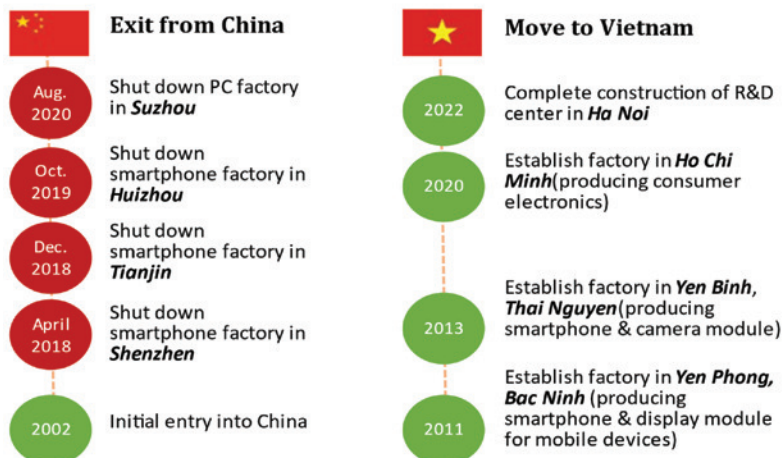 Exit from China
Aug.
2020
Shut down PC factory
in Suzhou
Oct.
2019
Shut down
smartphone factory in
Huizhou
Dec.
2018
Shut down
smartphone factory in
Tianjin
April
2018
Shut down
smartphone factory in
Shenzhen
2002
Initial entry into China
Move to Vietnam
2022
Complete construction of R&D
center in Ha Noi
2020
Establish factory in Ho Chi
Minh(producing consumer
electronics)
2013
Establish factory in Yen Binh,
Thai Nguyen(producing
smartphone & camera module)
2011
Establish factory in Yen Phong,
Bac Ninh (producing
smartphone & display module
for mobile devices)